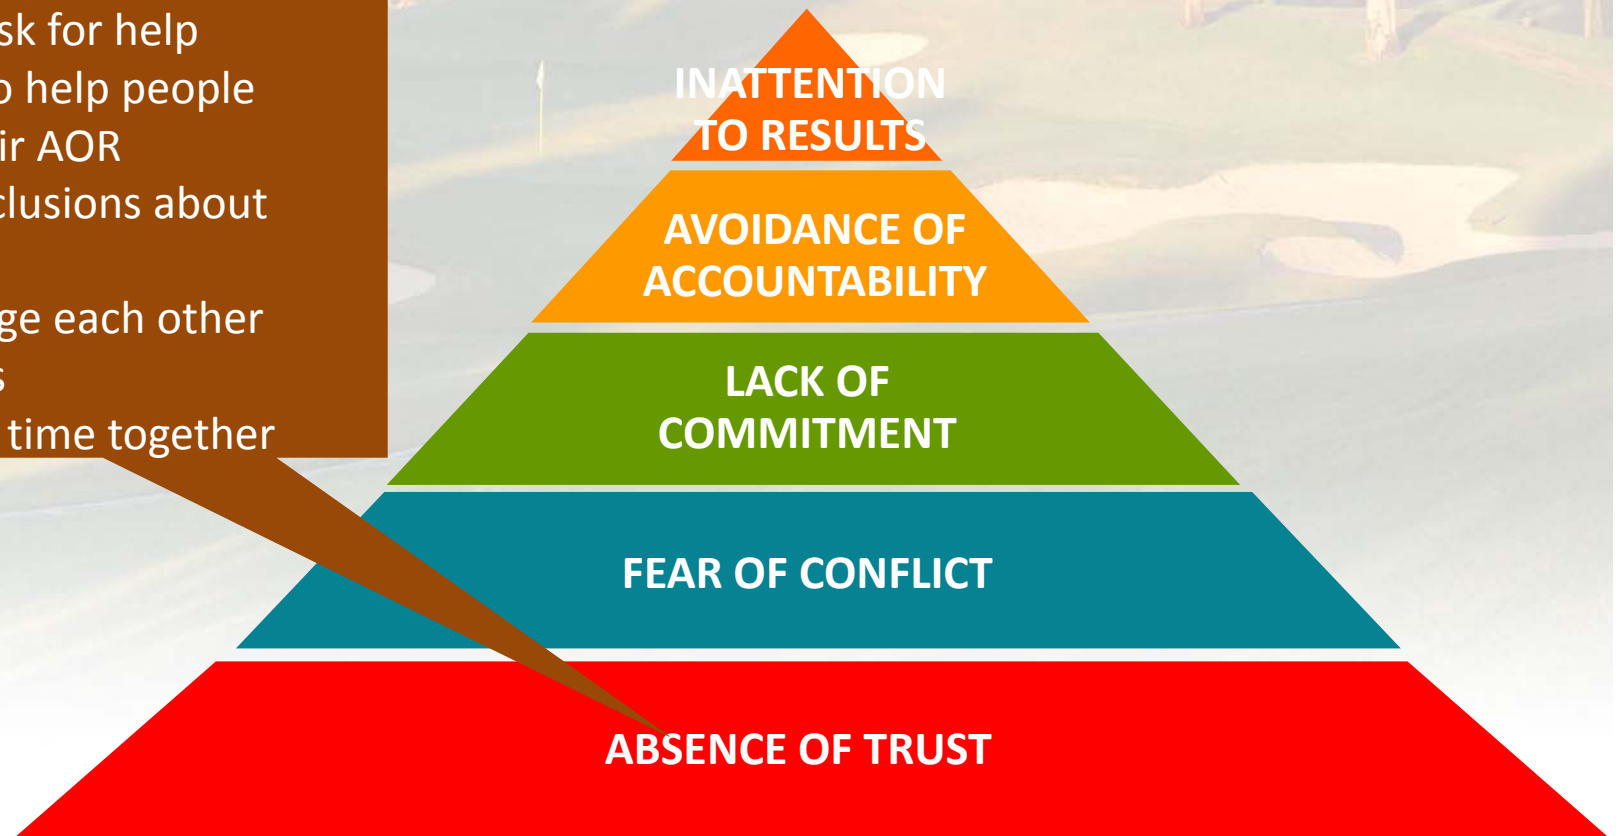 sk for help
o help people
ir AOR
clusions about
ge each other
s
time together
INATTENTION
TO RESULTS
AVOIDANCE OF
ACCOUNTABILITY
LACK OF
COMMITMENT
FEAR OF CONFLICT
ABSENCE OF TRUST